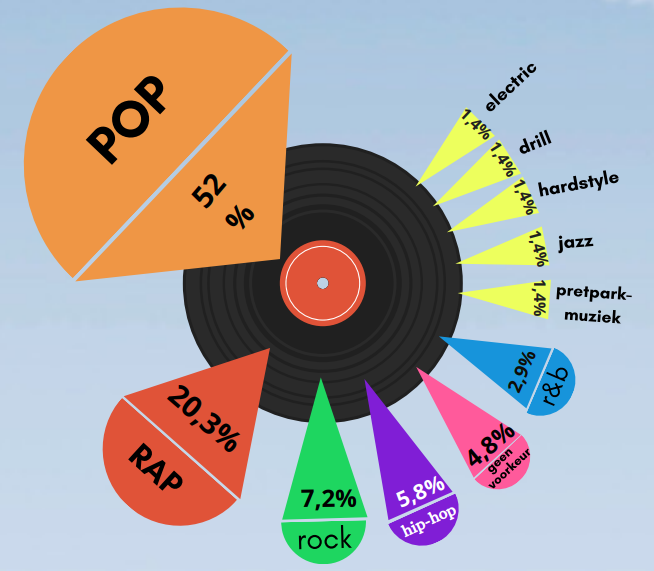 POP
52
%
electric
1,4%
drill
1,4%
hardstyle
1,4%
jazz
1,4%
pretpark-
muziek
1,4%
2,9%
r&b
4,8%
geen
voorkeur
5,8%
hip-hop
7,2%
rock
20,3%
RAP